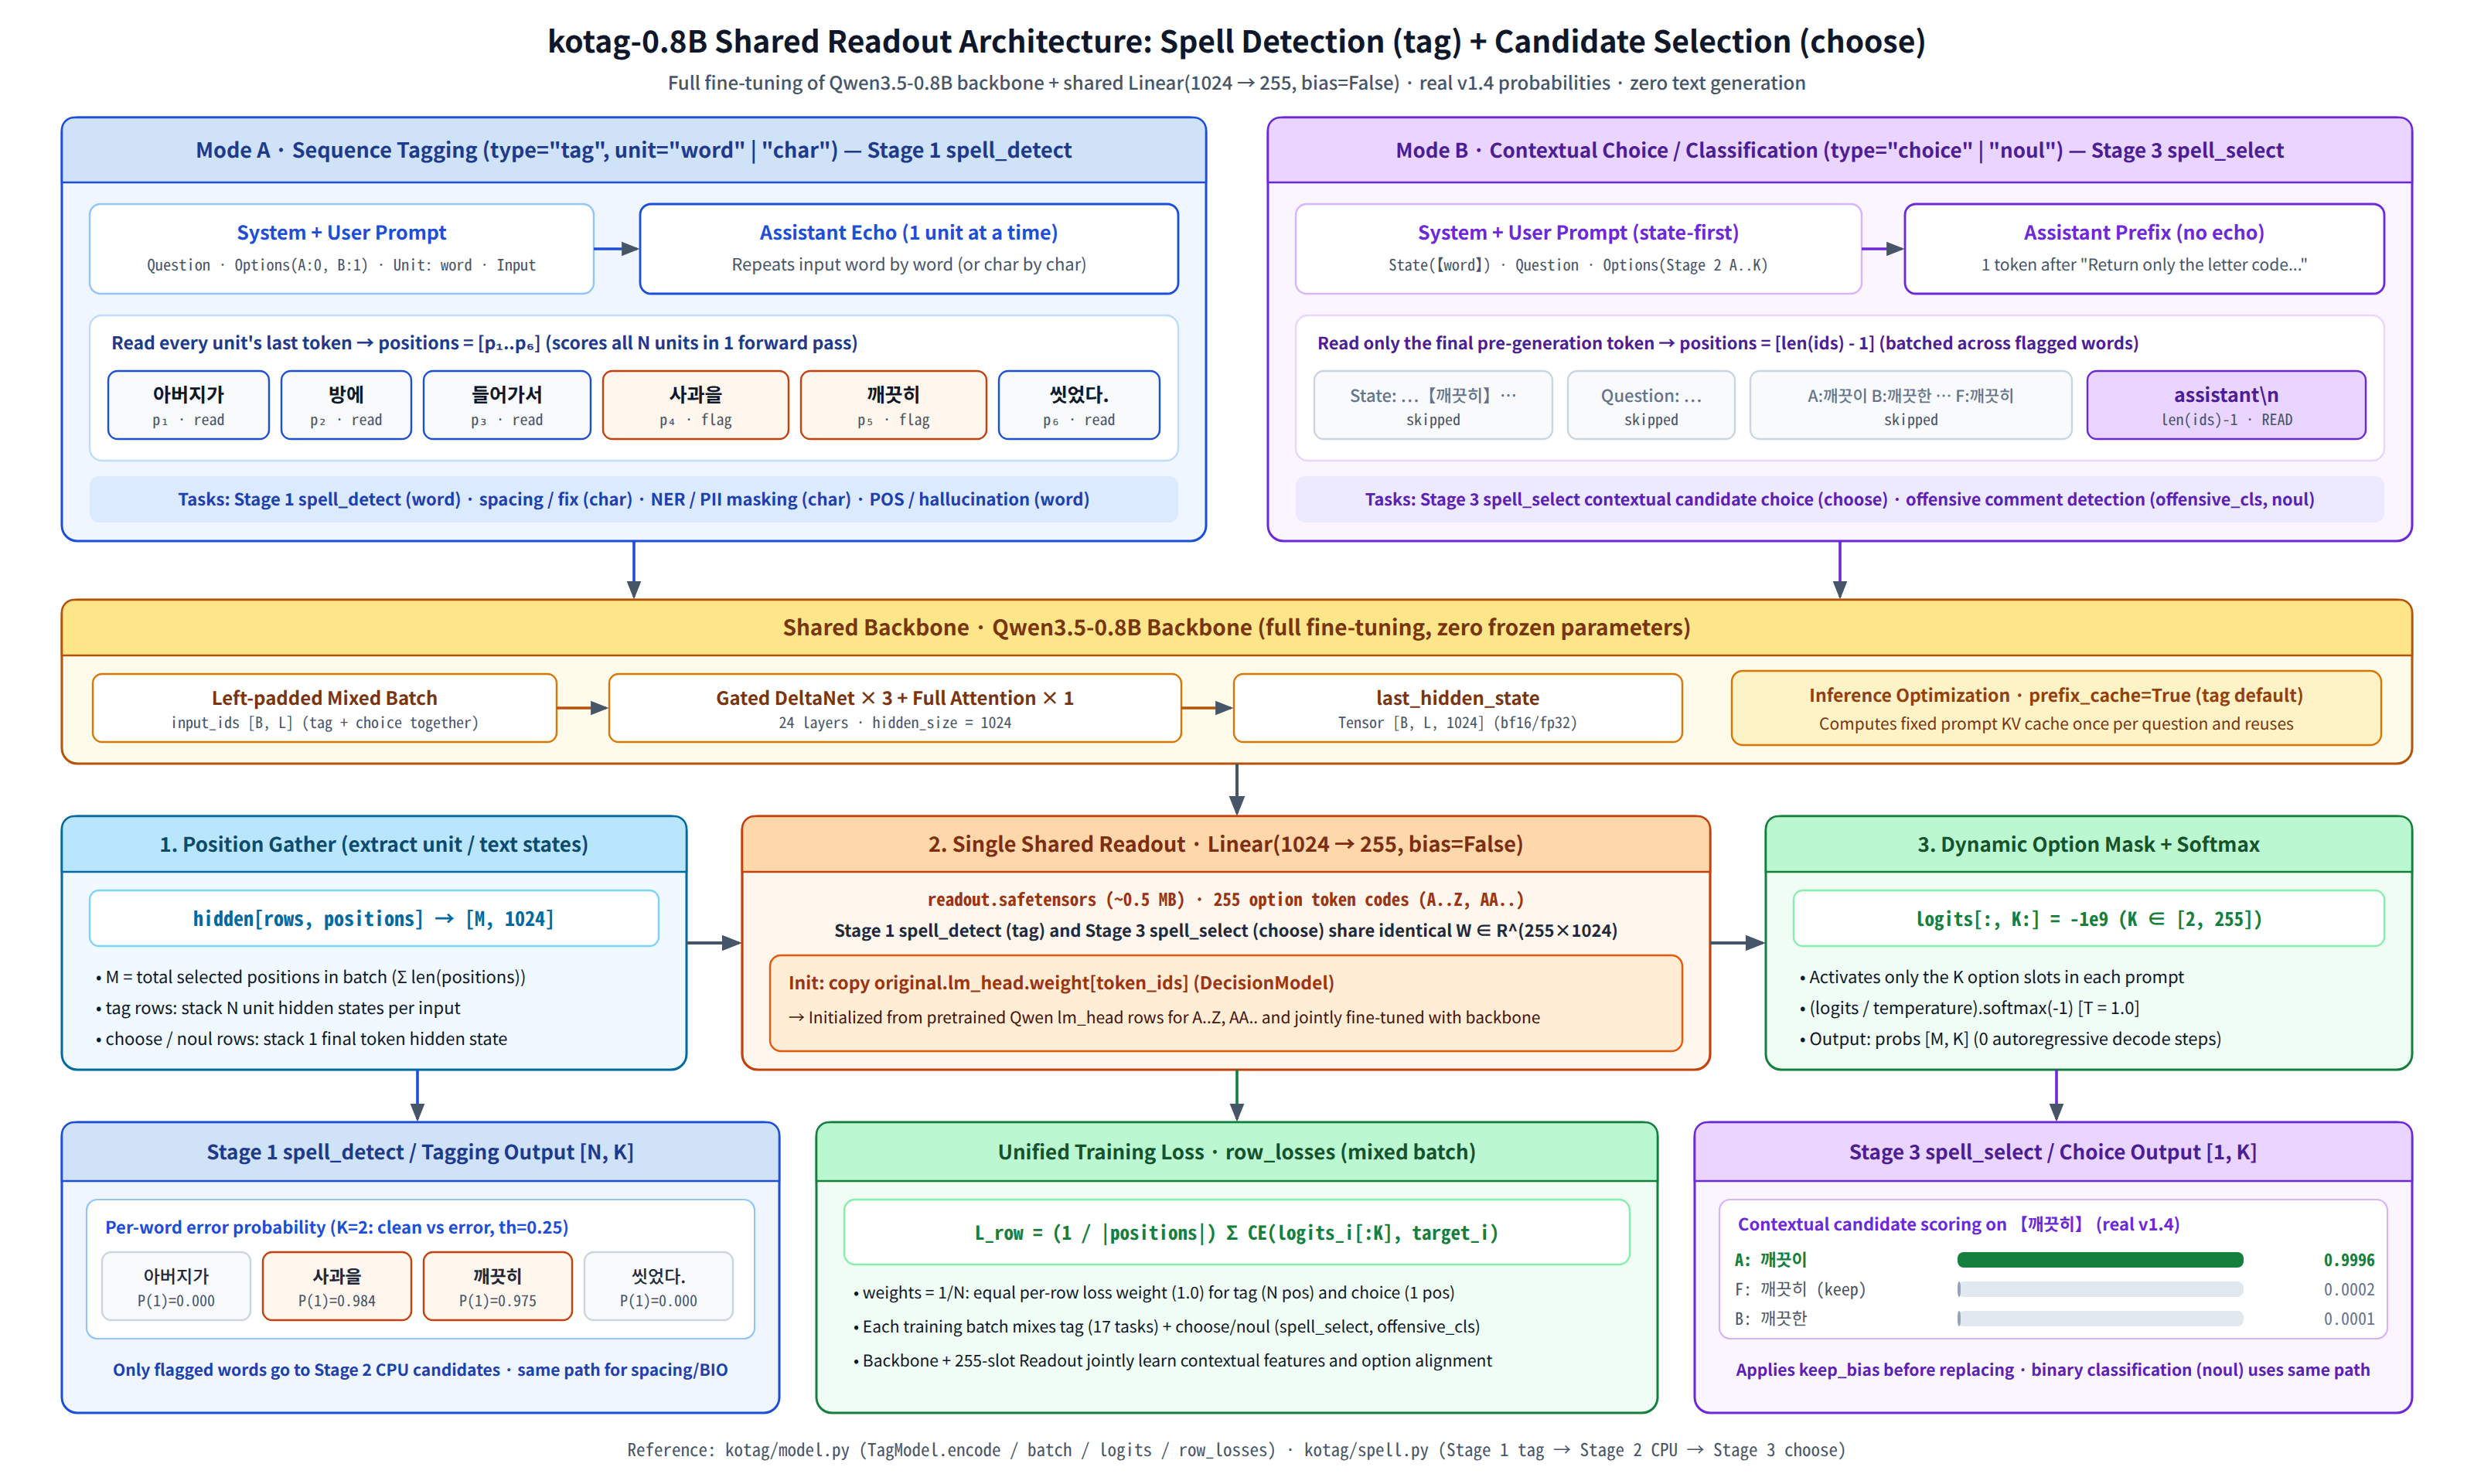 kotag-0.8B Shared Readout Architecture: Spell Detection (tag) + Candidate Selection (choose)
Full fine-tuning of Qwen3.5-0.8B backbone + shared Linear(1024 → 255, bias=False) · real v1.4 probabilities · zero text generation
Mode A · Sequence Tagging (type="tag", unit="word" | "char") — Stage 1 spell_detect
System + User Prompt
Question · Options(A:0, B:1) · Unit: word · Input
Assistant Echo (1 unit at a time)
Repeats input word by word (or char by char)
Read every unit's last token → positions = [p₁..p₆] (scores all N units in 1 forward pass)
아버지가
p₁ · read
방에
p₂ · read
들어가서
p₃ · read
사과을
p₄ · flag
깨끗히
p₅ · flag
씻었다.
p₆ · read
Tasks: Stage 1 spell_detect (word) · spacing / fix (char) · NER / PII masking (char) · POS / hallucination (word)
Mode B · Contextual Choice / Classification (type="choice" | "noul") — Stage 3 spell_select
System + User Prompt (state-first)
State(【word】) · Question · Options(Stage 2 A..K)
Assistant Prefix (no echo)
1 token after "Return only the letter code..."
Read only the final pre-generation token → positions = [len(ids) - 1] (batched across flagged words)
State: … 【깨끗히】 …
skipped
Question: …
skipped
A:깨끗이 B:깨끗한 ··· F:깨끗히
skipped
assistant\n
len(ids)-1 · READ
Tasks: Stage 3 spell_select contextual candidate choice (choose) · offensive comment detection (offensive_cls, noul)
Shared Backbone · Qwen3.5-0.8B Backbone (full fine-tuning, zero frozen parameters)
Left-padded Mixed Batch
input_ids [B, L] (tag + choice together)
Gated DeltaNet × 3 + Full Attention × 1
24 layers · hidden_size = 1024
last_hidden_state
Tensor [B, L, 1024] (bf16/fp32)
Inference Optimization · prefix_cache=True (tag default)
Computes fixed prompt KV cache once per question and reuses
1. Position Gather (extract unit / text states)
hidden[rows, positions] → [M, 1024]
• M = total selected positions in batch (Σ len(positions))
• tag rows: stack N unit hidden states per input
• choose / noul rows: stack 1 final token hidden state
2. Single Shared Readout · Linear(1024 → 255, bias=False)
readout.safetensors (~0.5 MB) · 255 option token codes (A..Z, AA..)
Stage 1 spell_detect (tag) and Stage 3 spell_select (choose) share identical W ∈ R^(255×1024)
Init: copy original.lm_head.weight[token_ids] (DecisionModel)
→ Initialized from pretrained Qwen lm_head rows for A..Z, AA.. and jointly fine-tuned with backbone
3. Dynamic Option Mask + Softmax
logits[:, K:] = -1e9 (K ∈ [2, 255])
• Activates only the K option slots in each prompt
• (logits / temperature).softmax(-1) [T = 1.0]
• Output: probs [M, K] (0 autoregressive decode steps)
Stage 1 spell_detect / Tagging Output [N, K]
Per-word error probability (K=2: clean vs error, th=0.25)
아버지가
P(1)=0.000
사과을
P(1)=0.984
깨끗히
P(1)=0.975
씻었다.
P(1)=0.000
Only flagged words go to Stage 2 CPU candidates · same path for spacing/BIO
Unified Training Loss · row_losses (mixed batch)
L_row = (1 / |positions|) Σ CE(logits_i[:K], target_i)
• weights = 1/N: equal per-row loss weight (1.0) for tag (N pos) and choice (1 pos)
• Each training batch mixes tag (17 tasks) + choose/noul (spell_select, offensive_cls)
• Backbone + 255-slot Readout jointly learn contextual features and option alignment
Stage 3 spell_select / Choice Output [1, K]
Contextual candidate scoring on 【깨끗히】 (real v1.4)
A: 깨끗이 0.9996
F: 깨끗히 (keep) 0.0002
B: 깨끗한 0.0001
Applies keep_bias before replacing · binary classification (noul) uses same path
Reference: kotag/model.py (TagModel.encode / batch / logits / row_losses) · kotag/spell.py (Stage 1 tag → Stage 2 CPU → Stage 3 choose)